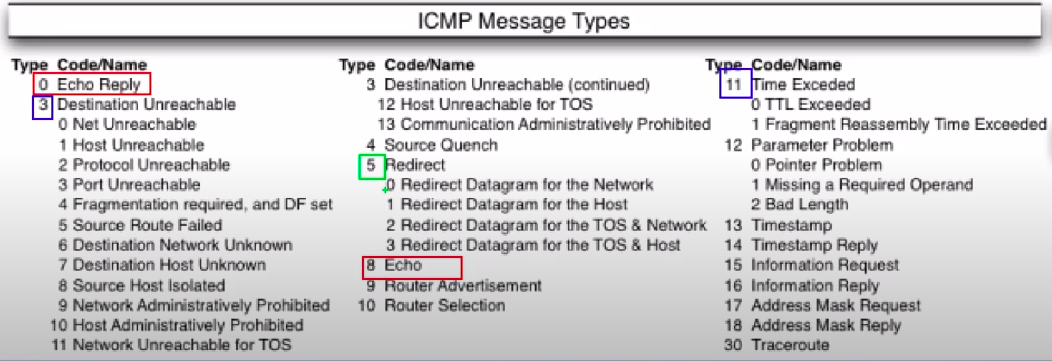 ICMP Message Types
Type Code/Name
0 Echo Reply
3 Destination Unreachable
0 Net Unreachable
1 Host Unreachable
2 Protocol Unreachable
3 Port Unreachable
4 Fragmentation required, and DF set
5 Source Route Failed
6 Destination Network Unknown
7 Destination Host Unknown
8 Source Host Isolated
9 Network Administratively Prohibited
10 Host Administratively Prohibited
11 Network Unreachable for TOS
Type Code/Name
3 Destination Unreachable (continued)
12 Host Unreachable for TOS
13 Communication Administratively Prohibited
4 Source Quench
5 Redirect
0 Redirect Datagram for the Network
1 Redirect Datagram for the Host
2 Redirect Datagram for the TOS & Network
3 Redirect Datagram for the TOS & Host
8 Echo
9 Router Advertisement
10 Router Selection
Type Code/Name
11 Time Exceded
0 TTL Exceeded
1 Fragment Reassembly Time Exceeded
12 Parameter Problem
0 Pointer Problem
1 Missing a Required Operand
2 Bad Length
13 Timestamp
14 Timestamp Reply
15 Information Request
16 Information Reply
17 Address Mask Request
18 Address Mask Reply
30 Traceroute